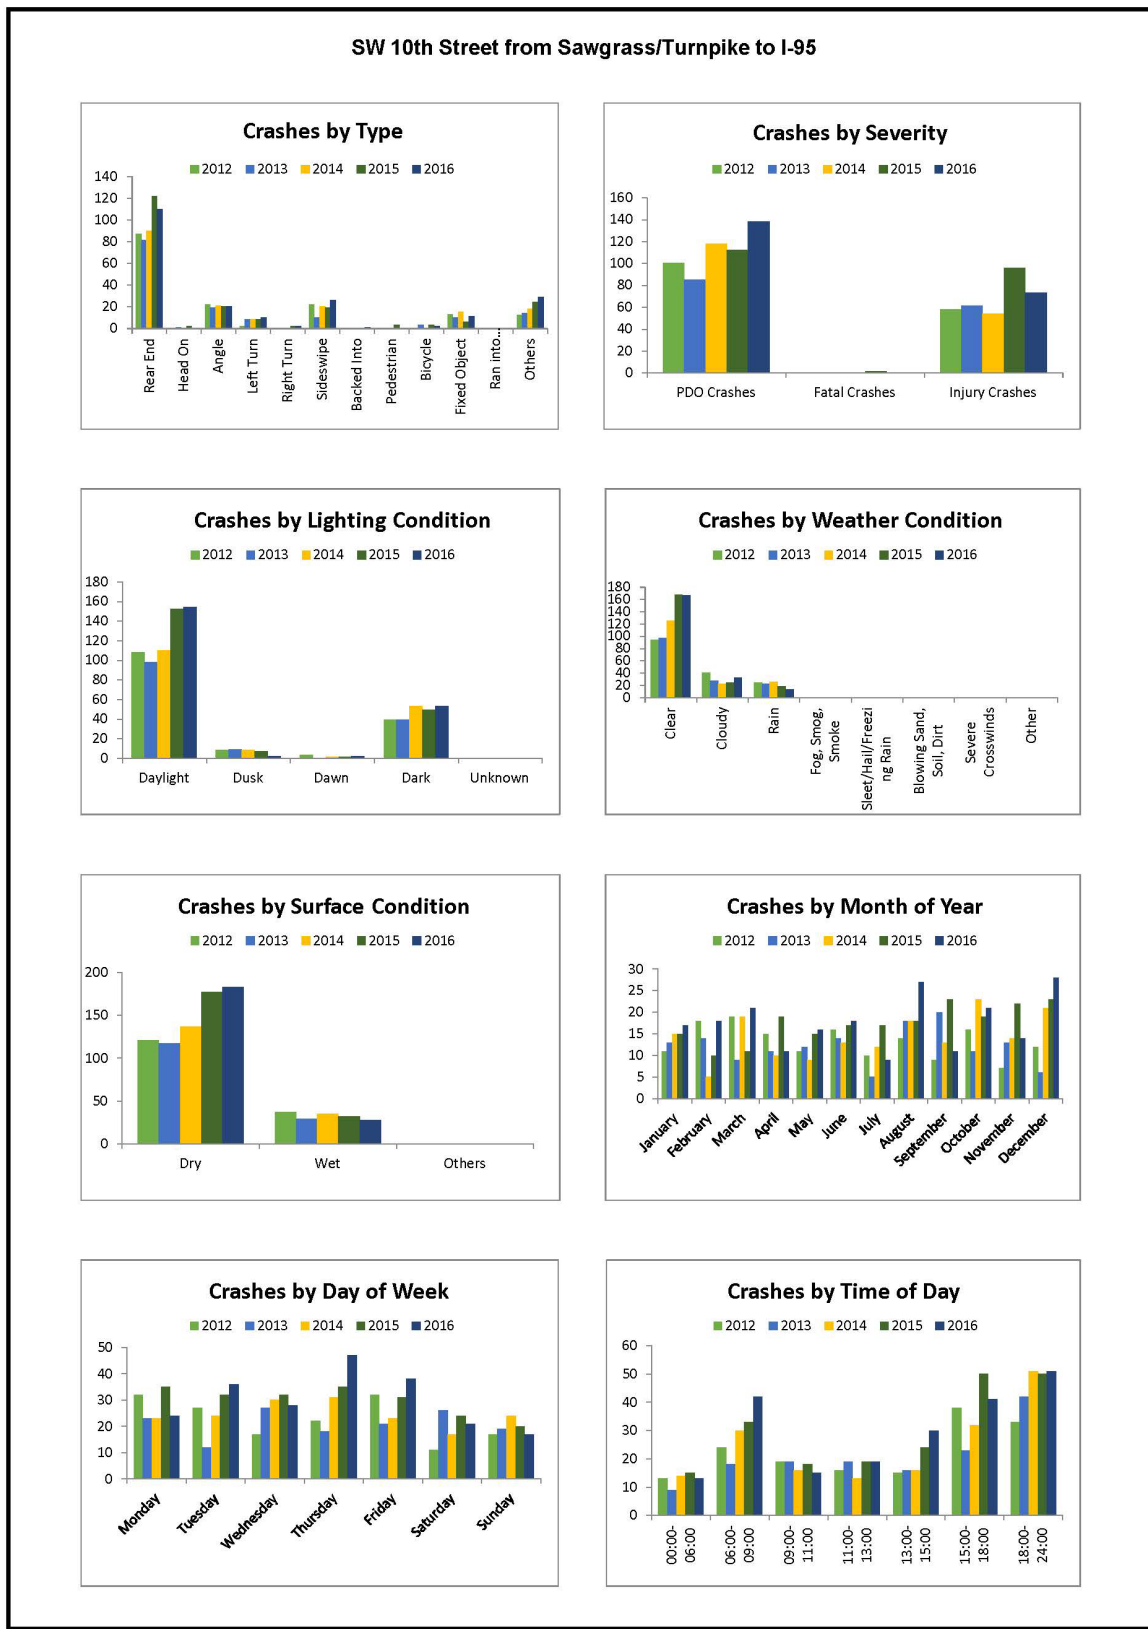 SW 10th Street from Sawgrass/Turnpike to I-95
Crashes by Type
2012 2013 2014 2015 2016
140
120
100
80
60
40
20
0
Rear End
Head On
Angle
Left Turn
Right Turn
Sideswipe
Backed Into
Pedestrian
Bicycle
Fixed Object
Ran into...
Others
Crashes by Severity
2012 2013 2014 2015 2016
160
140
120
100
80
60
40
20
0
PDO Crashes Fatal Crashes Injury Crashes
Crashes by Lighting Condition
2012 2013 2014 2015 2016
180
160
140
120
100
80
60
40
20
0
Daylight Dusk Dawn Dark Unknown
Crashes by Weather Condition
2012 2013 2014 2015 2016
180
160
140
120
100
80
60
40
20
0
Clear
Cloudy
Rain
Fog, Smog,
Smoke
Sleet/Hail/Freezi
ng Rain
Blowing Sand,
Soil, Dirt
Severe
Crosswinds
Other
Crashes by Surface Condition
2012 2013 2014 2015 2016
200
150
100
50
0
Dry Wet Others
Crashes by Month of Year
2012 2013 2014 2015 2016
30
25
20
15
10
5
0
January
February
March
April
May
June
July
August
September
October
November
December
Crashes by Day of Week
2012 2013 2014 2015 2016
50
40
30
20
10
0
Monday
Tuesday
Wednesday
Thursday
Friday
Saturday
Sunday
Crashes by Time of Day
2012 2013 2014 2015 2016
60
50
40
30
20
10
0
00:00-
06:00
06:00-
09:00
09:00-
11:00
11:00-
13:00
13:00-
15:00
15:00-
18:00
18:00-
24:00